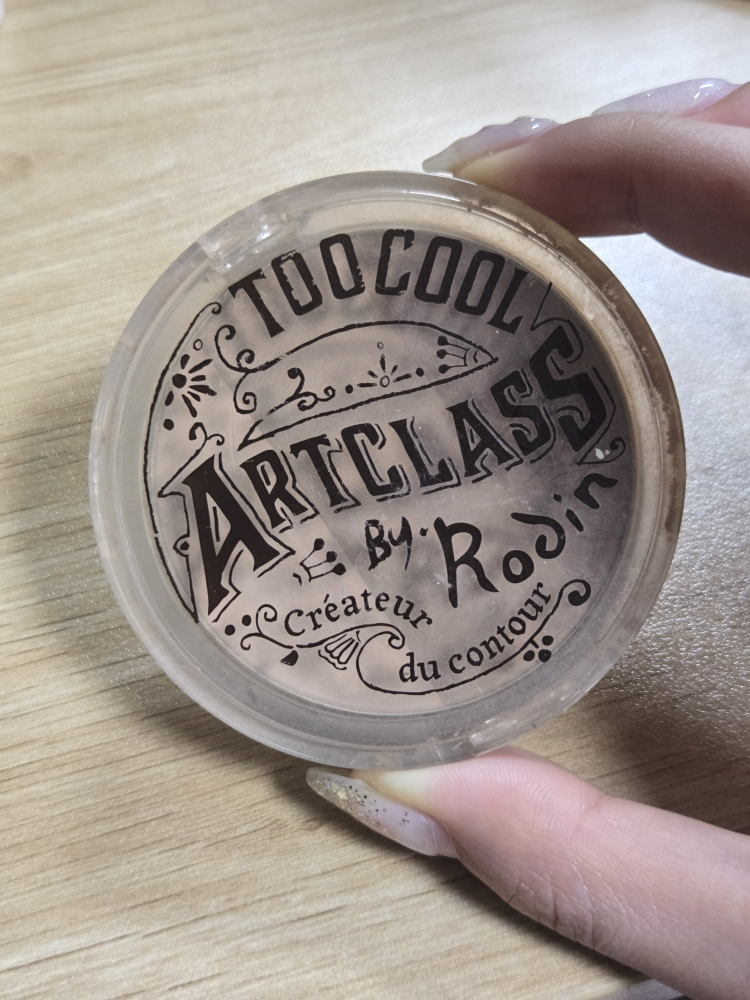 TOO COOL
ARTCLASS
By. Rodin
Créateur
du contour